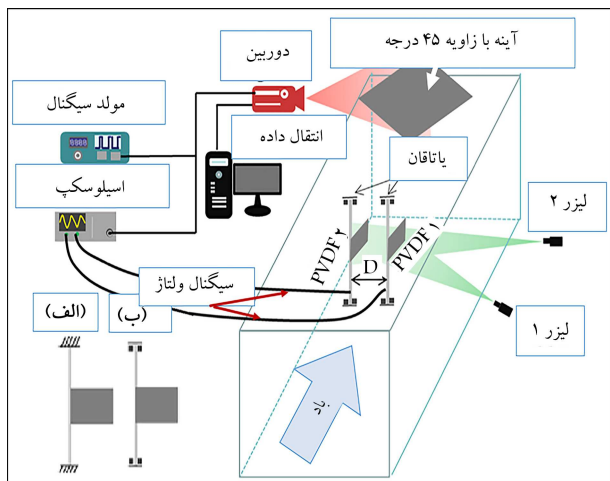 آینه با زاویه ۴۵ درجه
دوربین
مولد سیگنال
انتقال داده
اسیلوسکپ
یاتاقان
لیزر ۲
PVDF۲
PVDF۱
D
سیگنال ولتاژ
(الف)
(ب)
لیزر ۱
باد